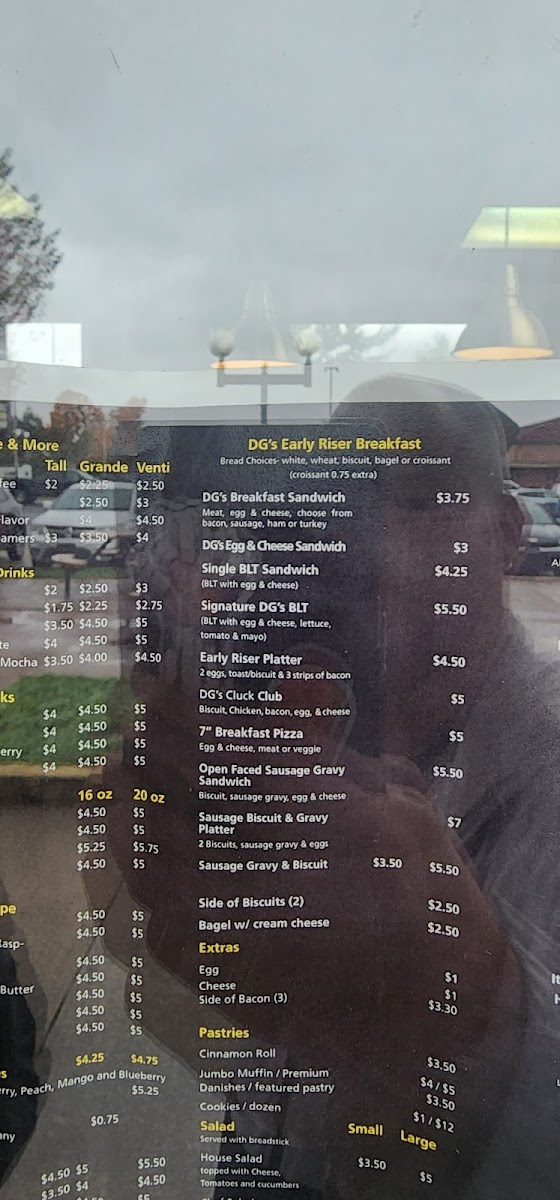 e & More
Tall Grande Venti
fee $2 $2.25 $2.50
$2.50 $3
lavor $4 $4.50
amers $3 $3.50 $4
Drinks
$2 $2.50 $3
$1.75 $2.25 $2.75
$3.50 $4.50 $5
te $4 $4.50 $5
Mocha $3.50 $4.00 $4.50
ks
$4 $4.50 $5
$4 $4.50 $5
erry $4 $4.50 $5
$4 $4.50 $5
16 oz 20 oz
$4.50 $5
$4.50 $5
$5.25 $5.75
$4.50 $5
pe
$4.50 $5
$4.50 $5
asp-
$4.50 $5
$4.50 $5
Butter $4.50 $5
$4.50 $5
$4.50 $5
s $4.25 $4.75
rry, Peach, Mango and Blueberry
$5.25
$0.75
any
$5.50
$4.50 $5 $4.50
$3.50 $4 $5
DG's Early Riser Breakfast
Bread Choices- white, wheat, biscuit, bagel or croissant
(croissant 0.75 extra)
DG's Breakfast Sandwich $3.75
Meat, egg & cheese, choose from
bacon, sausage, ham or turkey
DG's Egg & Cheese Sandwich $3
Single BLT Sandwich $4.25
(BLT with egg & cheese)
Signature DG's BLT $5.50
(BLT with egg & cheese, lettuce,
tomato & mayo)
Early Riser Platter $4.50
2 eggs, toast/biscuit & 3 strips of bacon
DG's Cluck Club $5
Biscuit, Chicken, bacon, egg, & cheese
7" Breakfast Pizza $5
Egg & cheese, meat or veggie
Open Faced Sausage Gravy $5.50
Sandwich
Biscuit, sausage gravy, egg & cheese
Sausage Biscuit & Gravy $7
Platter
2 Biscuits, sausage gravy & eggs
Sausage Gravy & Biscuit $3.50 $5.50
Side of Biscuits (2) $2.50
Bagel w/ cream cheese $2.50
Extras
Egg $1
Cheese $1
Side of Bacon (3) $3.30
Pastries
Cinnamon Roll $3.50
Jumbo Muffin / Premium $4 / $5
Danishes / featured pastry $3.50
Cookies / dozen $1 / $12
Salad Small Large
Served with breadstick
House Salad $3.50 $5
topped with Cheese,
Tomatoes and cucumbers